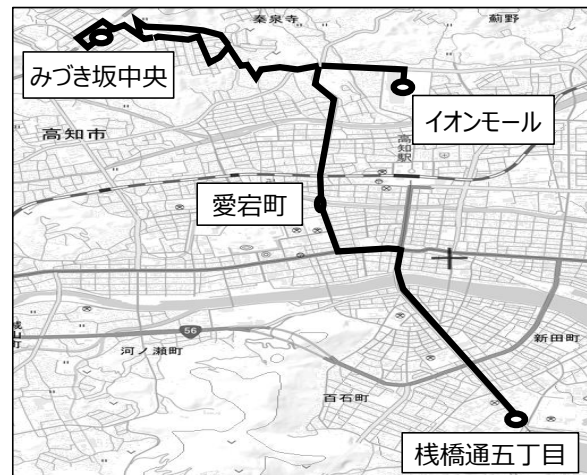 秦泉寺
薊野
みづき坂中央
イオンモール
高知市
高知駅
愛宕町
56
河ノ瀬町
新田町
百石町
桟橋通五丁目